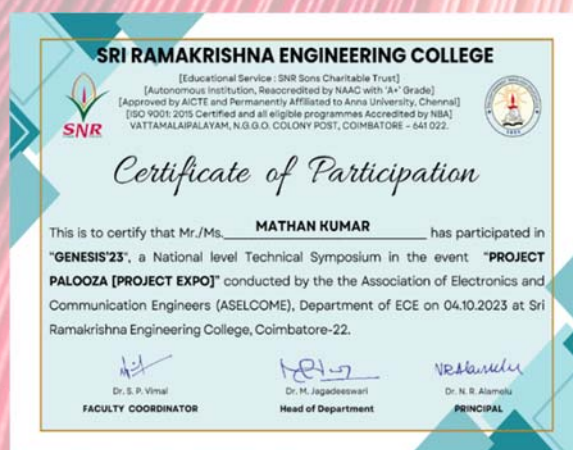 SRI RAMAKRISHNA ENGINEERING COLLEGE
[Educational Service : SNR Sons Charitable Trust]
[Autonomous Institution, Reaccredited by NAAC with 'A+' Grade]
[Approved by AICTE and Permanently Affiliated to Anna University, Chennai]
[ISO 9001: 2015 Certified and all eligible programmes Accredited by NBA]
VATTAMALAIPALAYAM, N.G.G.O. COLONY POST, COIMBATORE – 641 022.
SNR
Certificate of Participation
This is to certify that Mr./Ms. MATHAN KUMAR has participated in
"GENESIS'23", a National level Technical Symposium in the event "PROJECT
PALOOZA [PROJECT EXPO]" conducted by the the Association of Electronics and
Communication Engineers (ASELCOME), Department of ECE on 04.10.2023 at Sri
Ramakrishna Engineering College, Coimbatore-22.
Dr. S. P. Vimal
FACULTY COORDINATOR
Dr. M. Jagadeeswari
Head of Department
Dr. N. R. Alamelu
PRINCIPAL